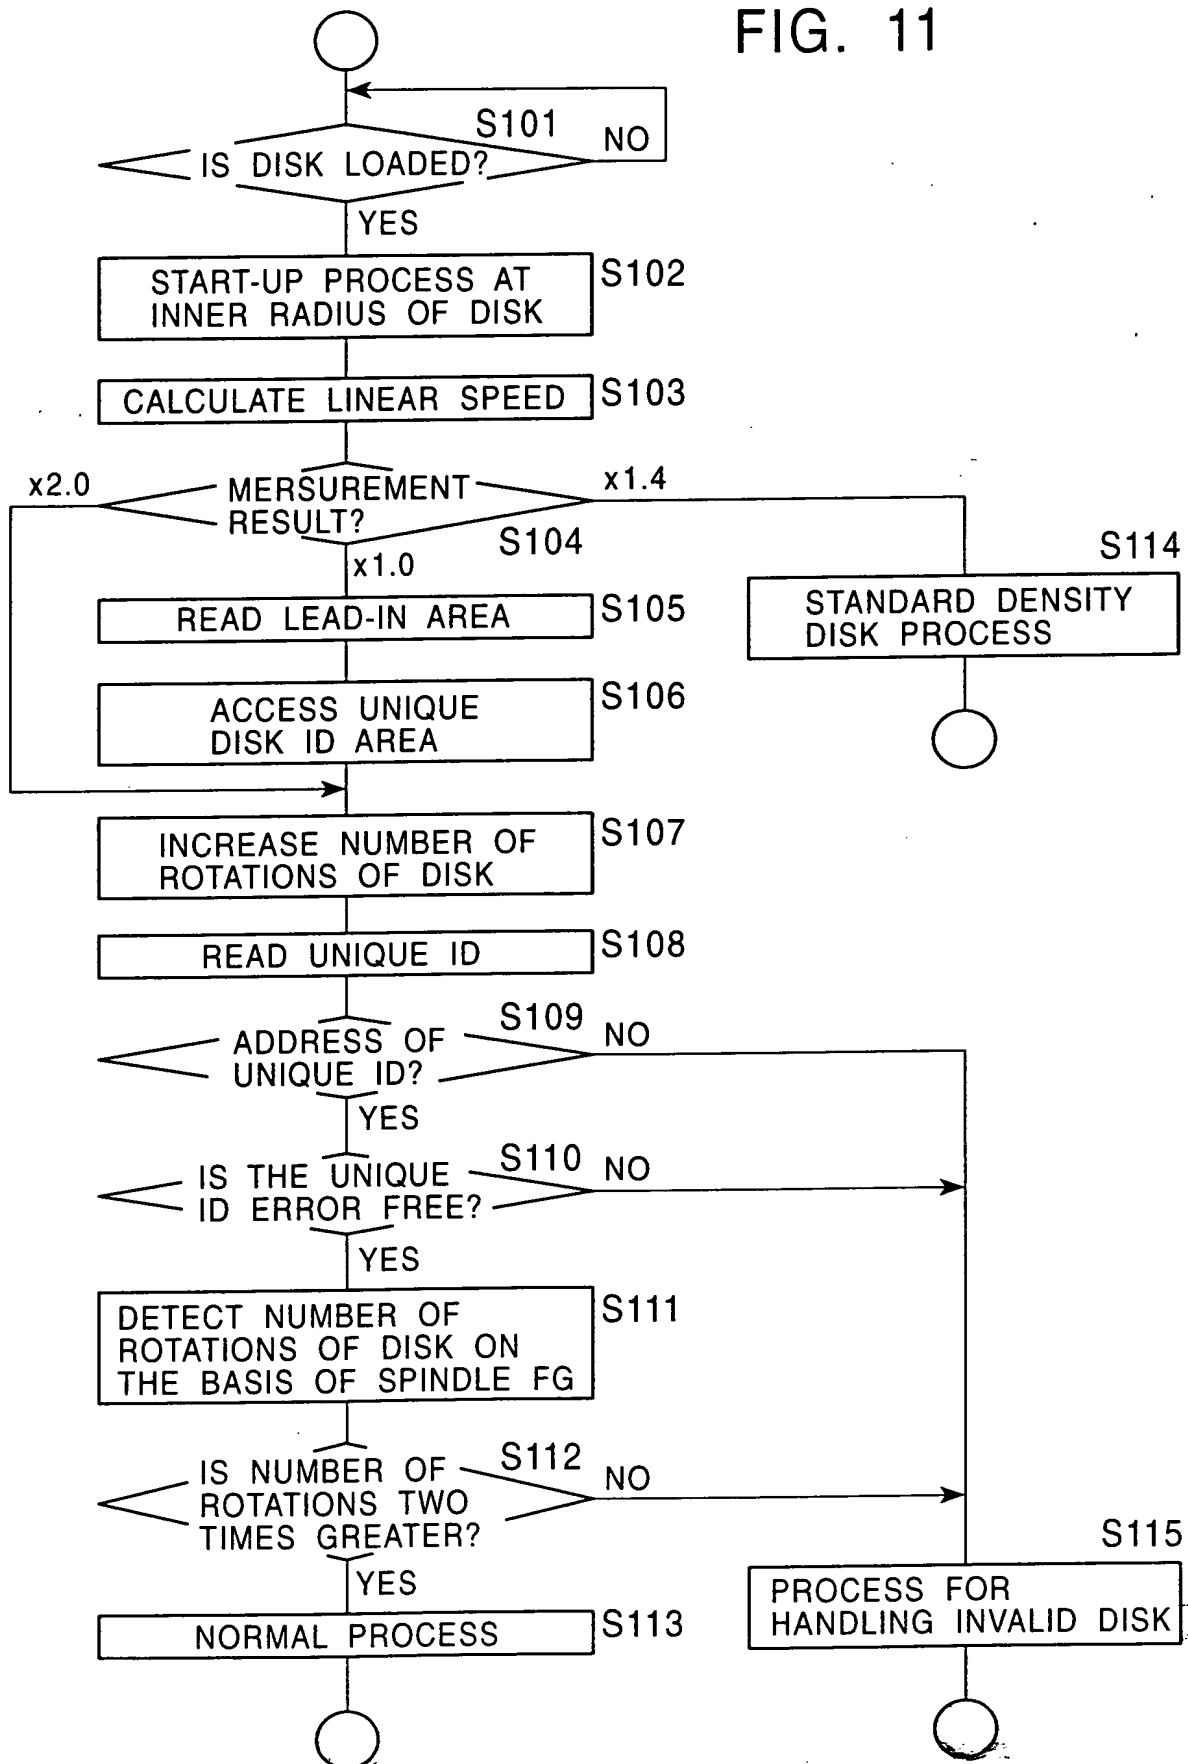 FIG. 11
S101
NO
IS DISK LOADED?
YES
START-UP PROCESS AT
INNER RADIUS OF DISK
S102
CALCULATE LINEAR SPEED
S103
x2.0
MERSUREMENT
RESULT?
x1.4
S104
x1.0
S114
STANDARD DENSITY
DISK PROCESS
READ LEAD-IN AREA
S105
ACCESS UNIQUE
DISK ID AREA
S106
INCREASE NUMBER OF
ROTATIONS OF DISK
S107
READ UNIQUE ID
S108
S109
NO
ADDRESS OF
UNIQUE ID?
YES
S110
NO
IS THE UNIQUE
ID ERROR FREE?
YES
DETECT NUMBER OF
ROTATIONS OF DISK ON
THE BASIS OF SPINDLE FG
S111
S112
NO
IS NUMBER OF
ROTATIONS TWO
TIMES GREATER?
YES
S115
PROCESS FOR
HANDLING INVALID DISK
NORMAL PROCESS
S113